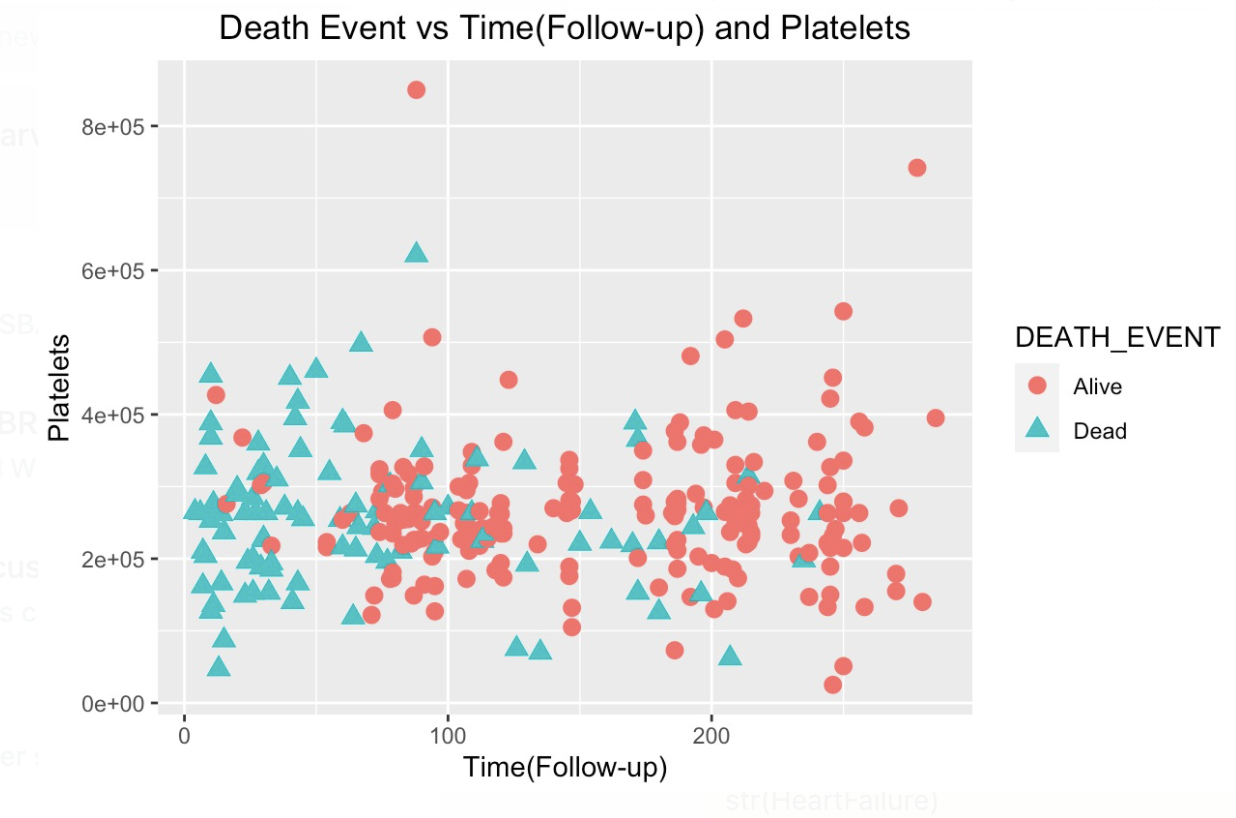 Death Event vs Time(Follow-up) and Platelets
8e+05
6e+05
4e+05
2e+05
0e+00
Platelets
0
100
200
Time(Follow-up)
DEATH_EVENT
Alive
Dead
str(HeartFailure)